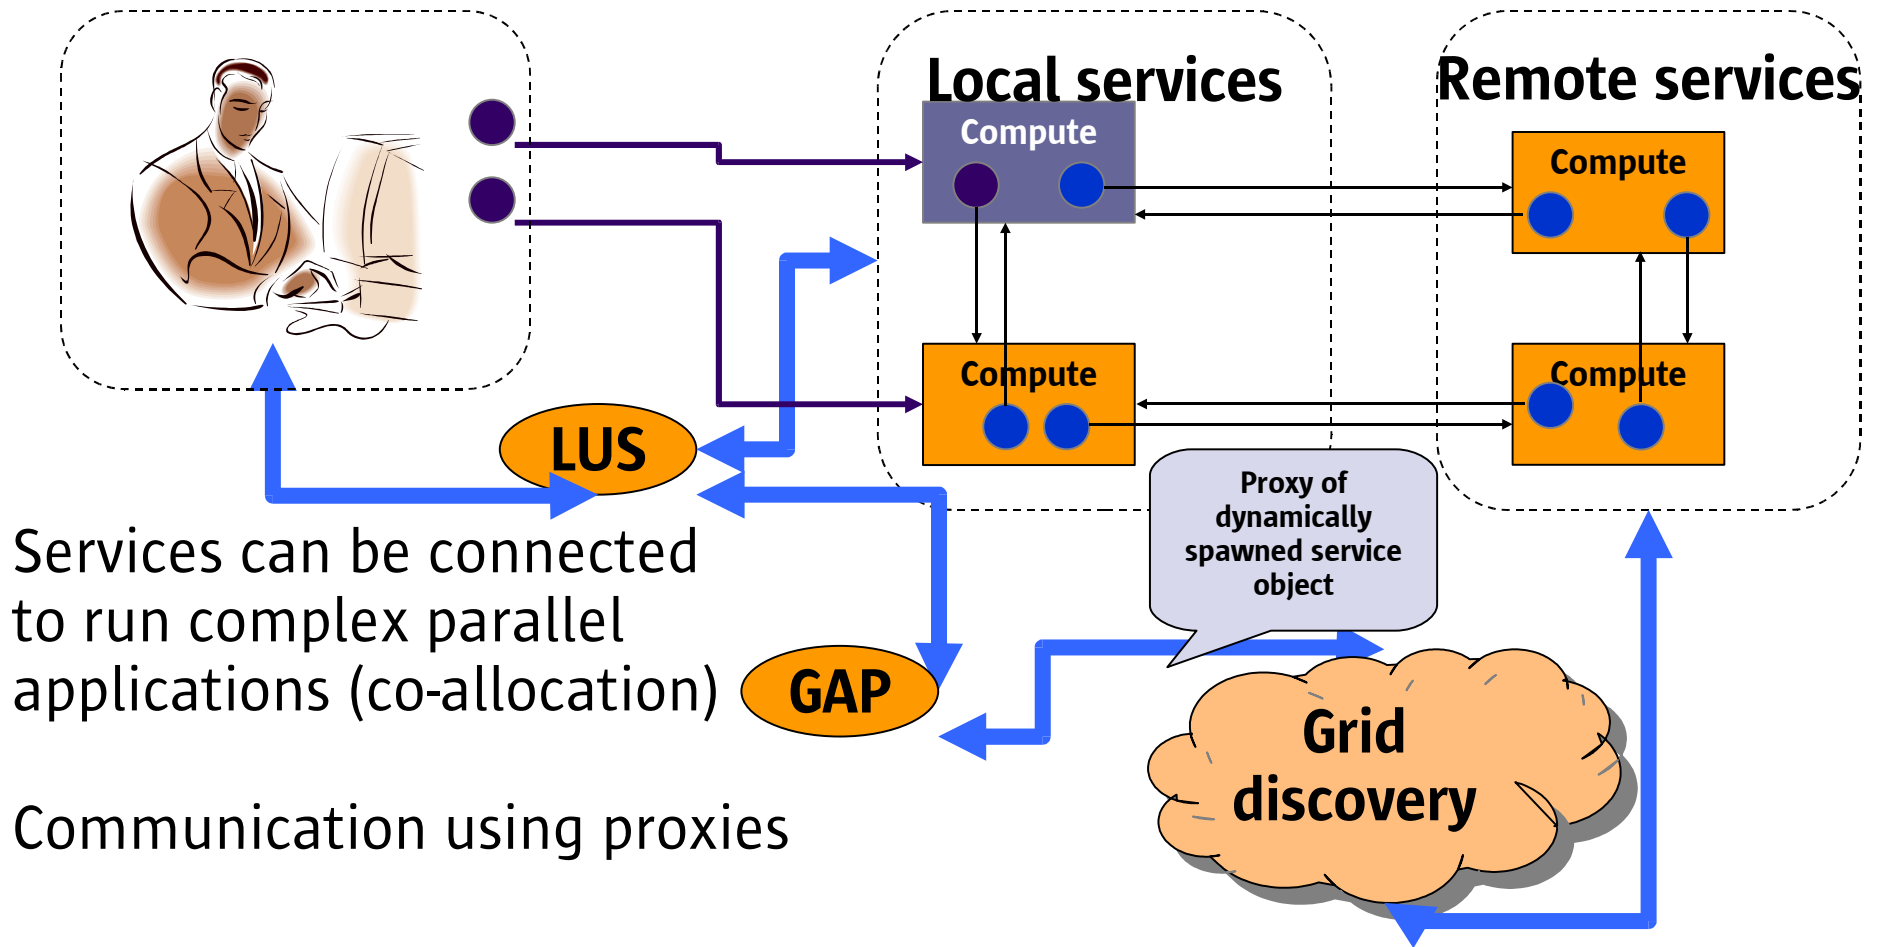 Local services
Remote services
Compute
Compute
Compute
Compute
LUS
Proxy of
dynamically
spawned service
object
Services can be connected
to run complex parallel
applications (co-allocation)
GAP
Grid
discovery
Communication using proxies